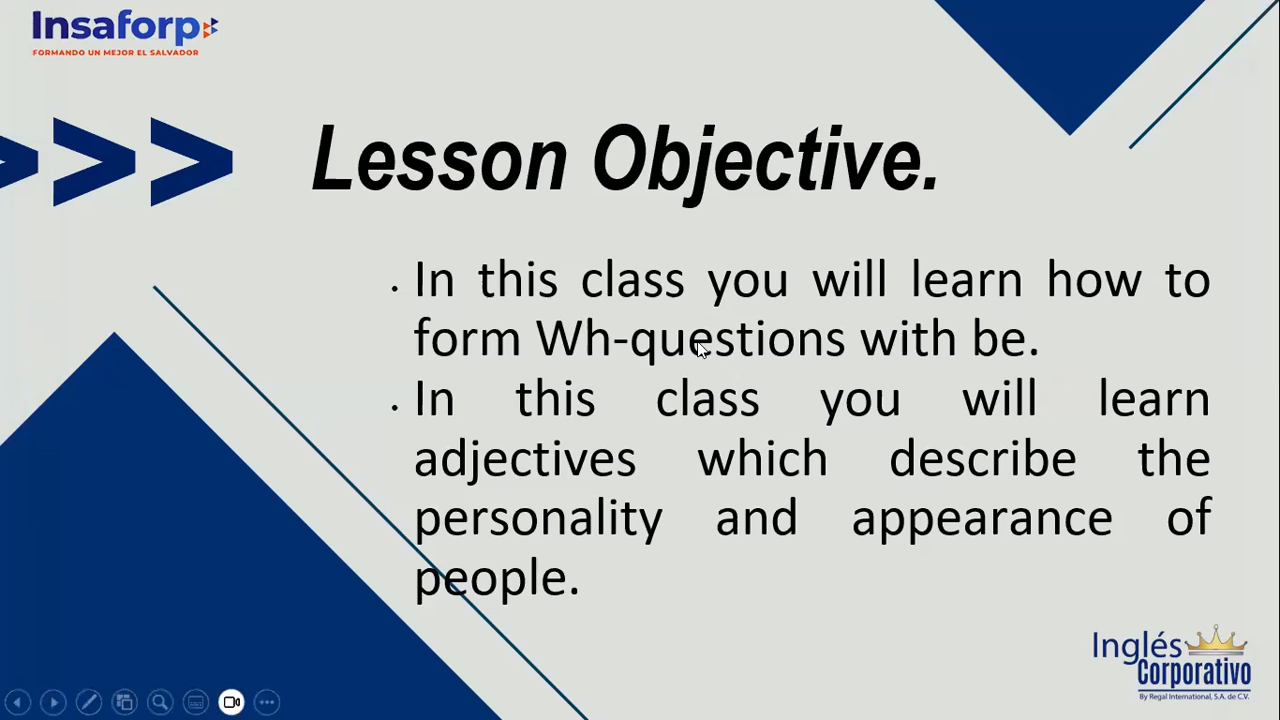 Insaforp
FORMANDO UN MEJOR EL SALVADOR
>>>
Lesson Objective.
• In this class you will learn how to
form Wh-questions with be.
• In this class you will learn
adjectives which describe the
personality and appearance of
people.
Inglés
Corporativo
By Regal International, S.A. de C.V.